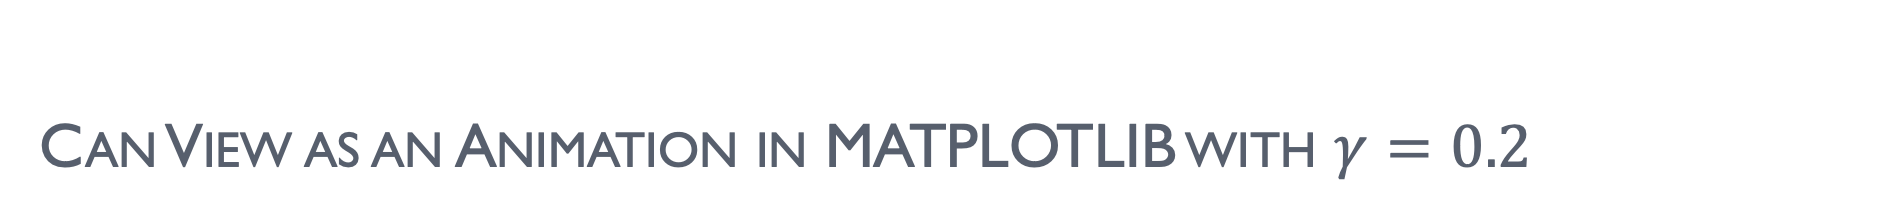 Can View as an Animation in MATPLOTLIB with γ = 0.2